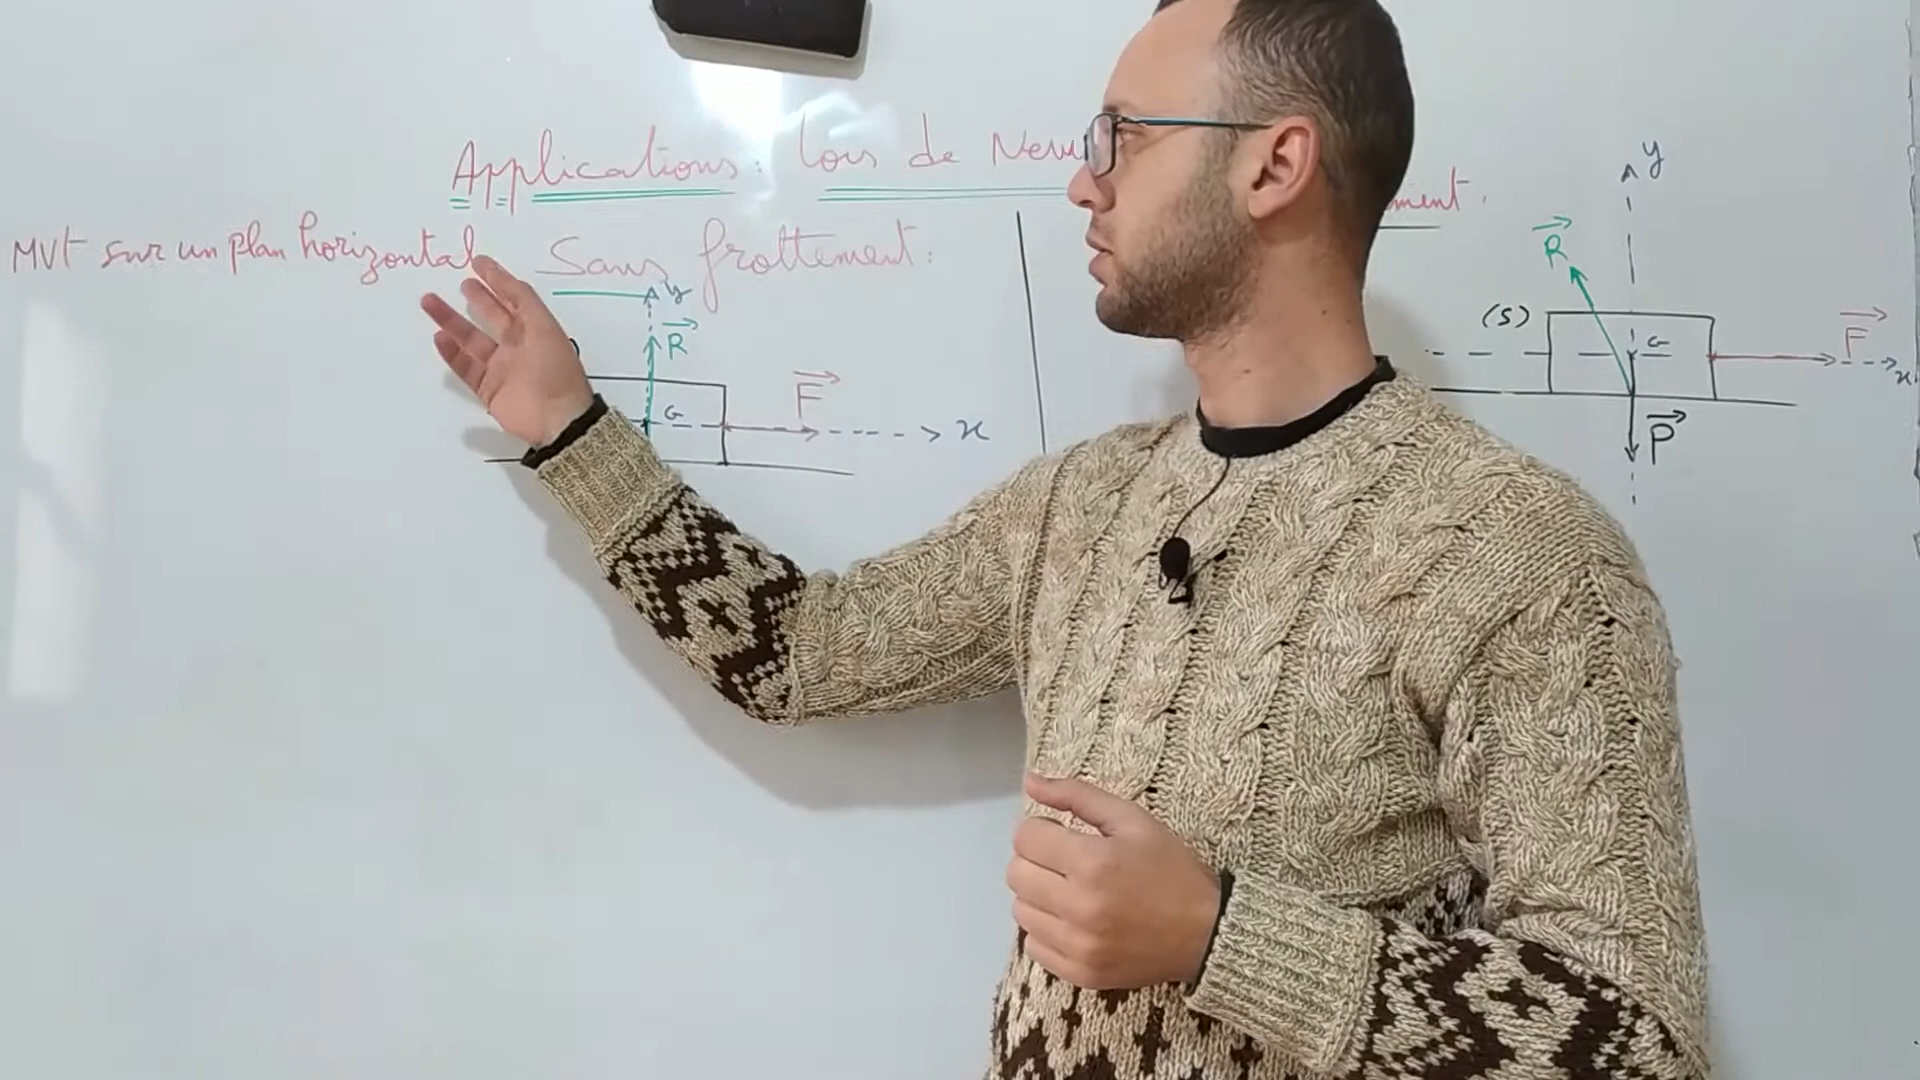 Applications: Lois de New
ment.
MVt sur un plan horizontal Sans frottement:
y
R
F
G
x
y
R
(S)
G
F
x
P